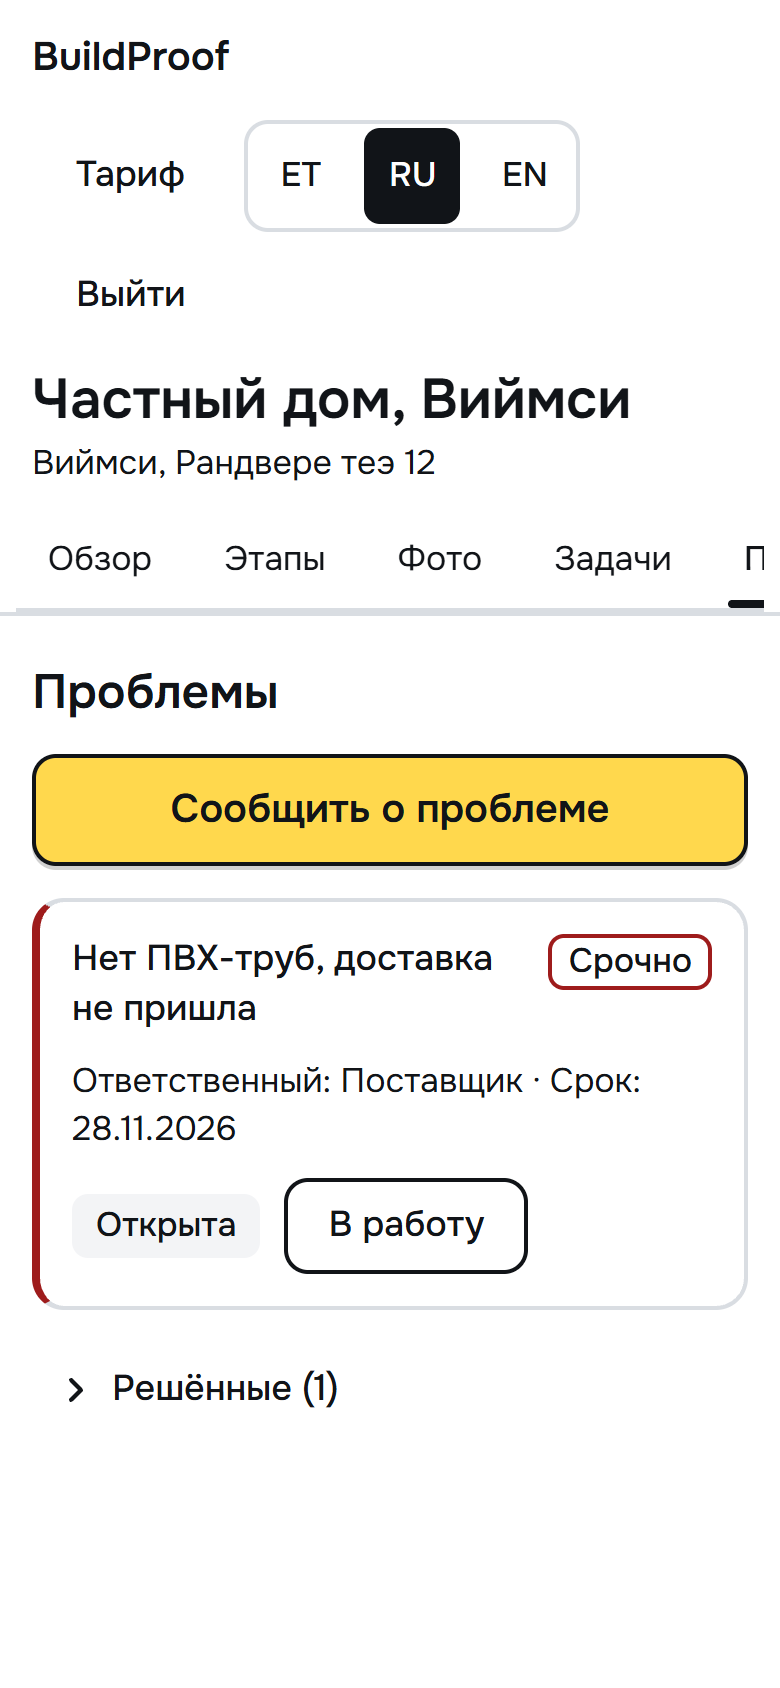 BuildProof
Тариф ET RU EN
Выйти
Частный дом, Виймси
Виймси, Рандвере теэ 12
Обзор Этапы Фото Задачи
Проблемы
Сообщить о проблеме
Нет ПВХ-труб, доставка Срочно
не пришла
Ответственный: Поставщик · Срок:
28.11.2026
Открыта В работу
Решённые (1)